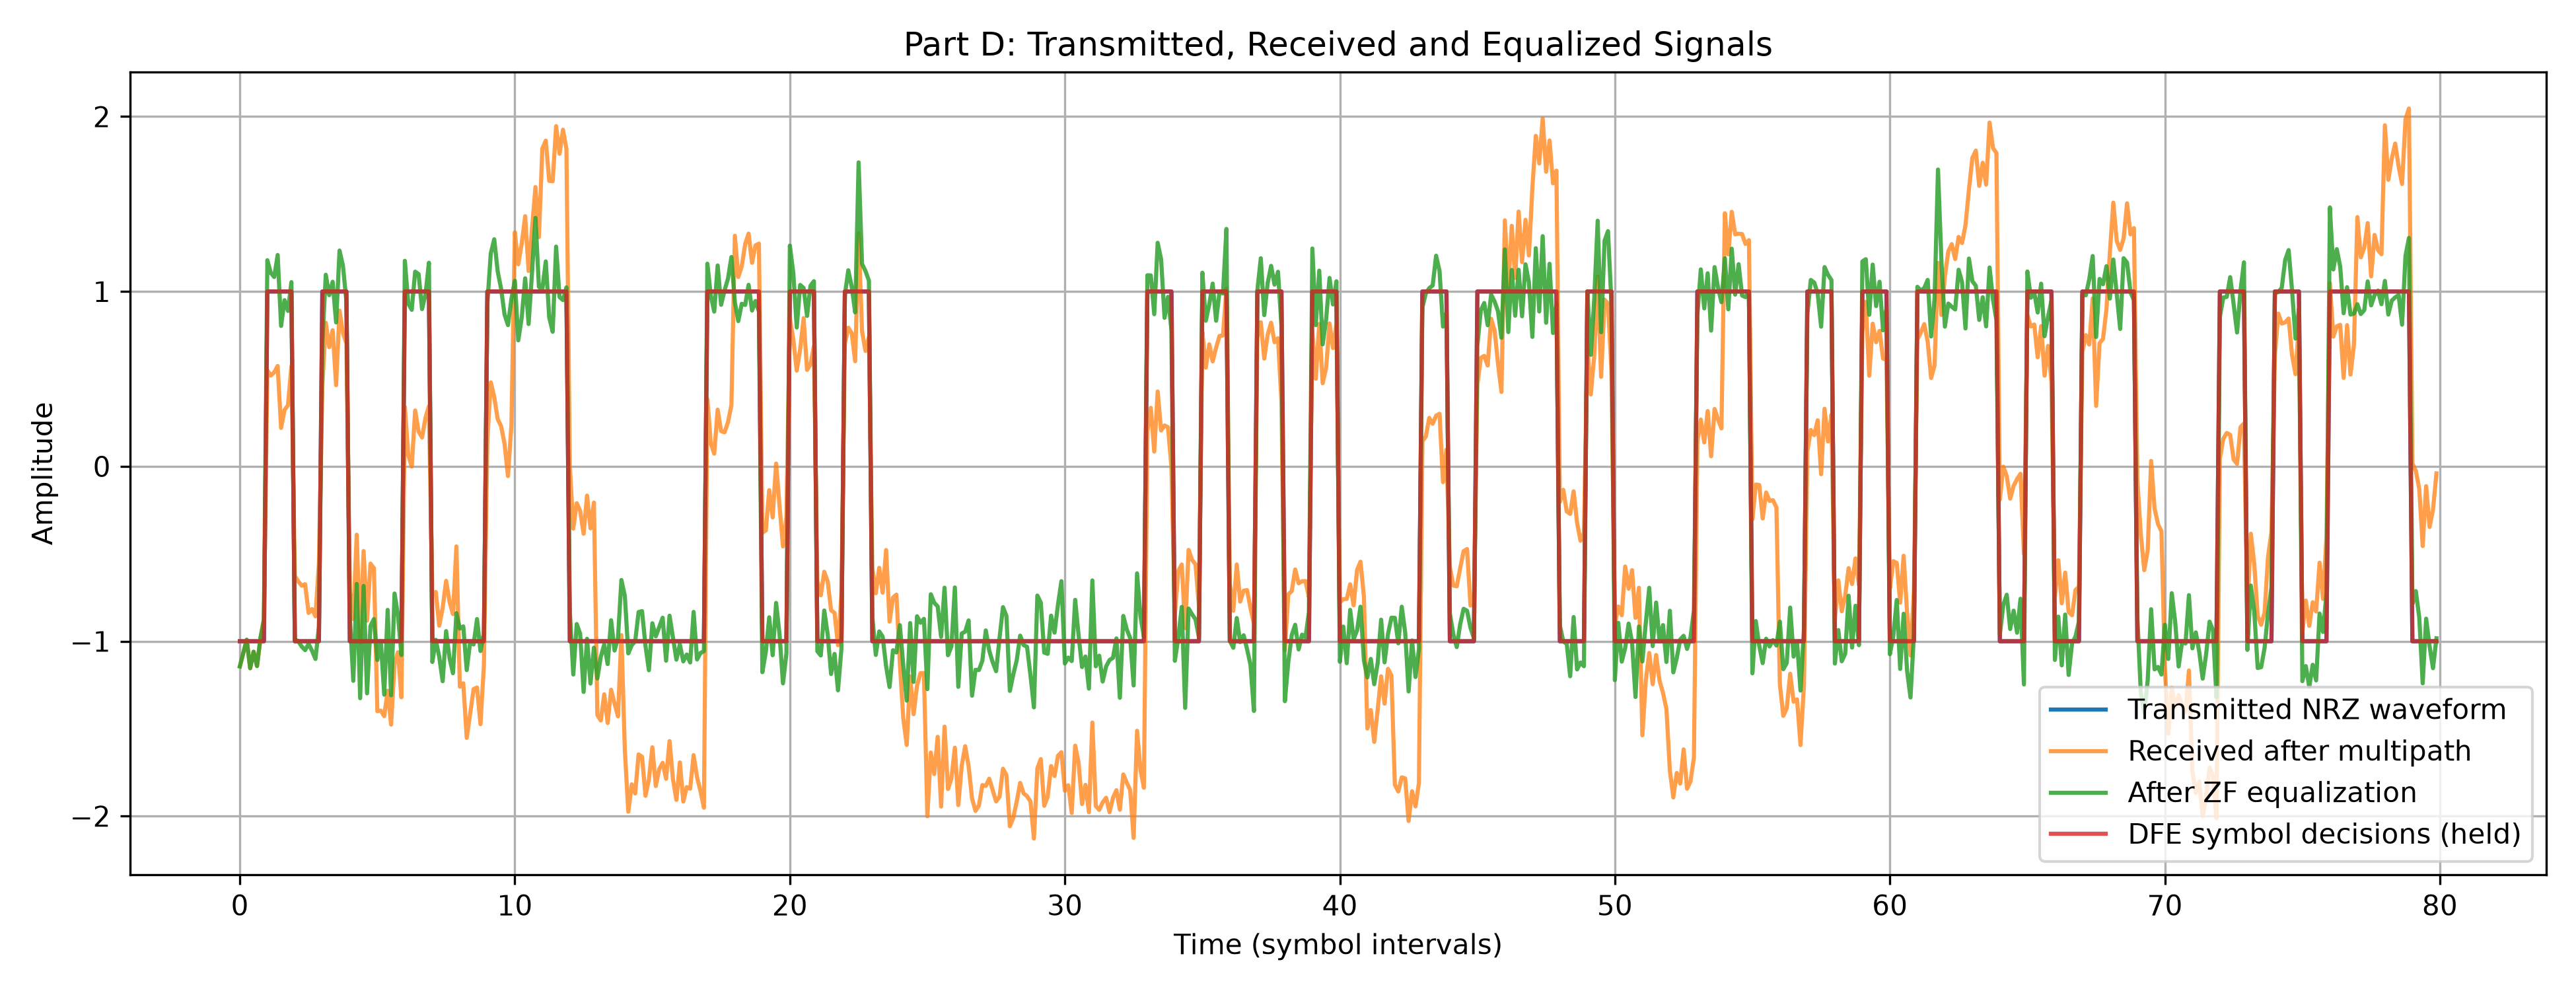 Part D: Transmitted, Received and Equalized Signals
Amplitude
2
1
0
−1
−2
Transmitted NRZ waveform
Received after multipath
After ZF equalization
DFE symbol decisions (held)
0 10 20 30 40 50 60 70 80
Time (symbol intervals)